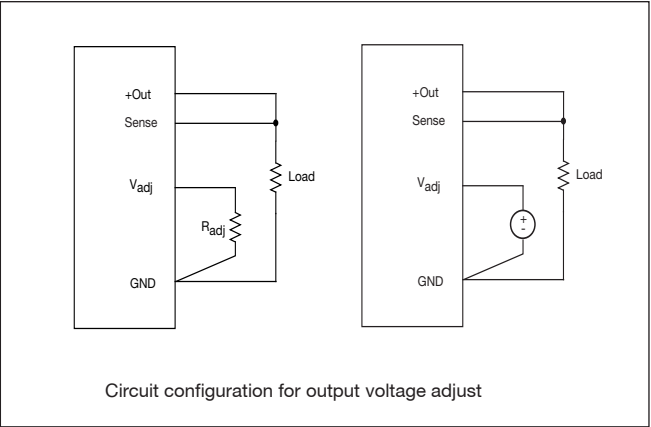 +Out
Sense
Vadj
Radj
GND
Load
+Out
Sense
Vadj
+
-
GND
Load
Circuit configuration for output voltage adjust